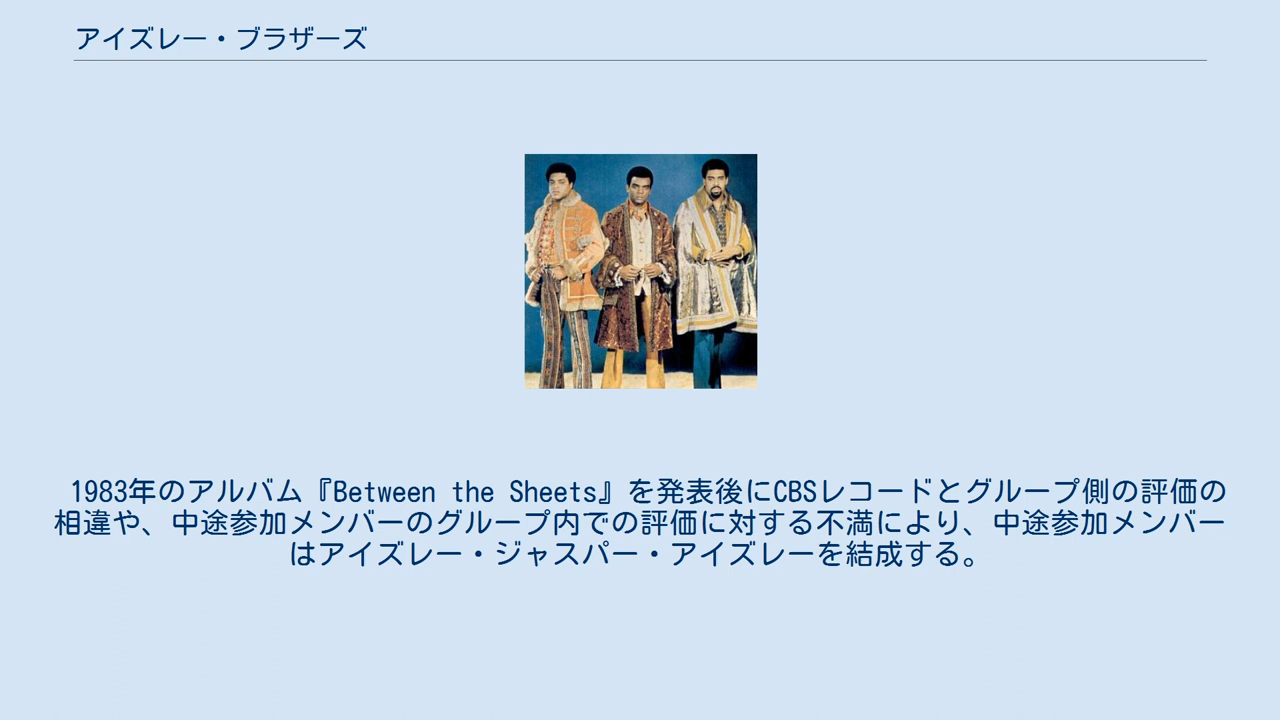 アイズレー・ブラザーズ
1983年のアルバム『Between the Sheets』を発表後にCBSレコードとグループ側の評価の
相違や、中途参加メンバーのグループ内での評価に対する不満により、中途参加メンバー
はアイズレー・ジャスパー・アイズレーを結成する。